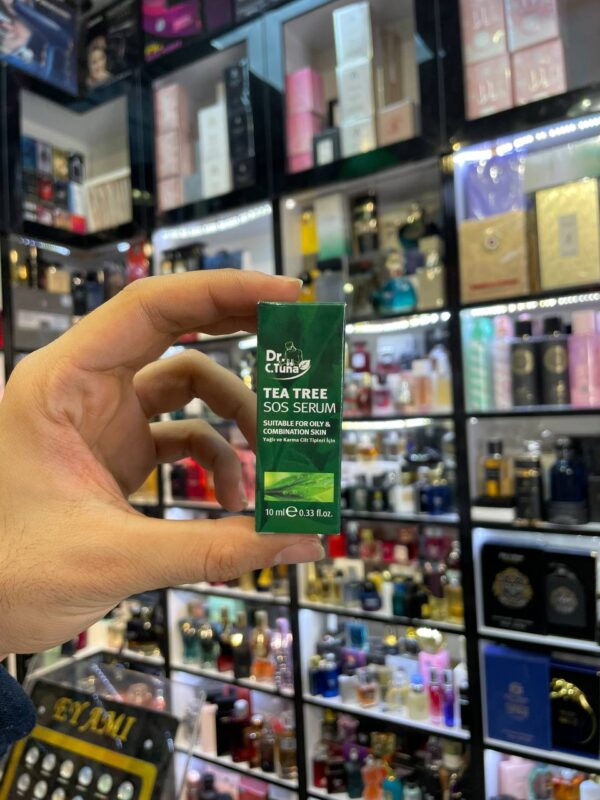 Dr.
C.Tuna
TEA TREE
SOS SERUM
SUITABLE FOR OILY &
COMBINATION SKIN
Yağlı ve Karma Cilt Tipleri İçin
10 ml e 0.33 fl.oz.
EYAMI